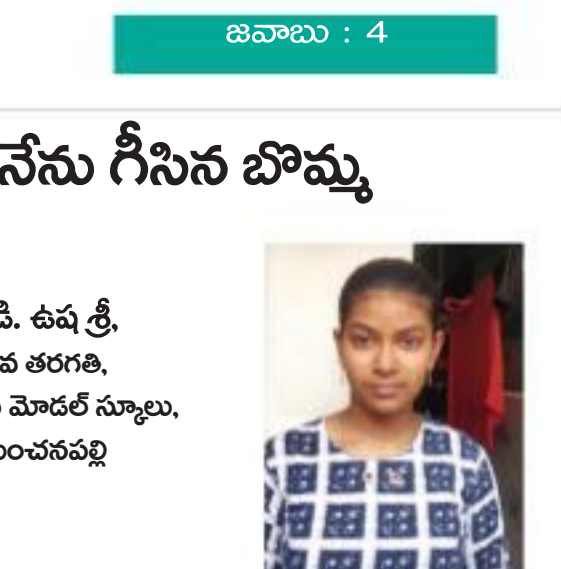 జవాబు : 4
నేను గీసిన బొమ్మ
డి. ఉష శ్రీ,
వ తరగతి,
మోడల్ స్కూలు,
ంచనపల్లి